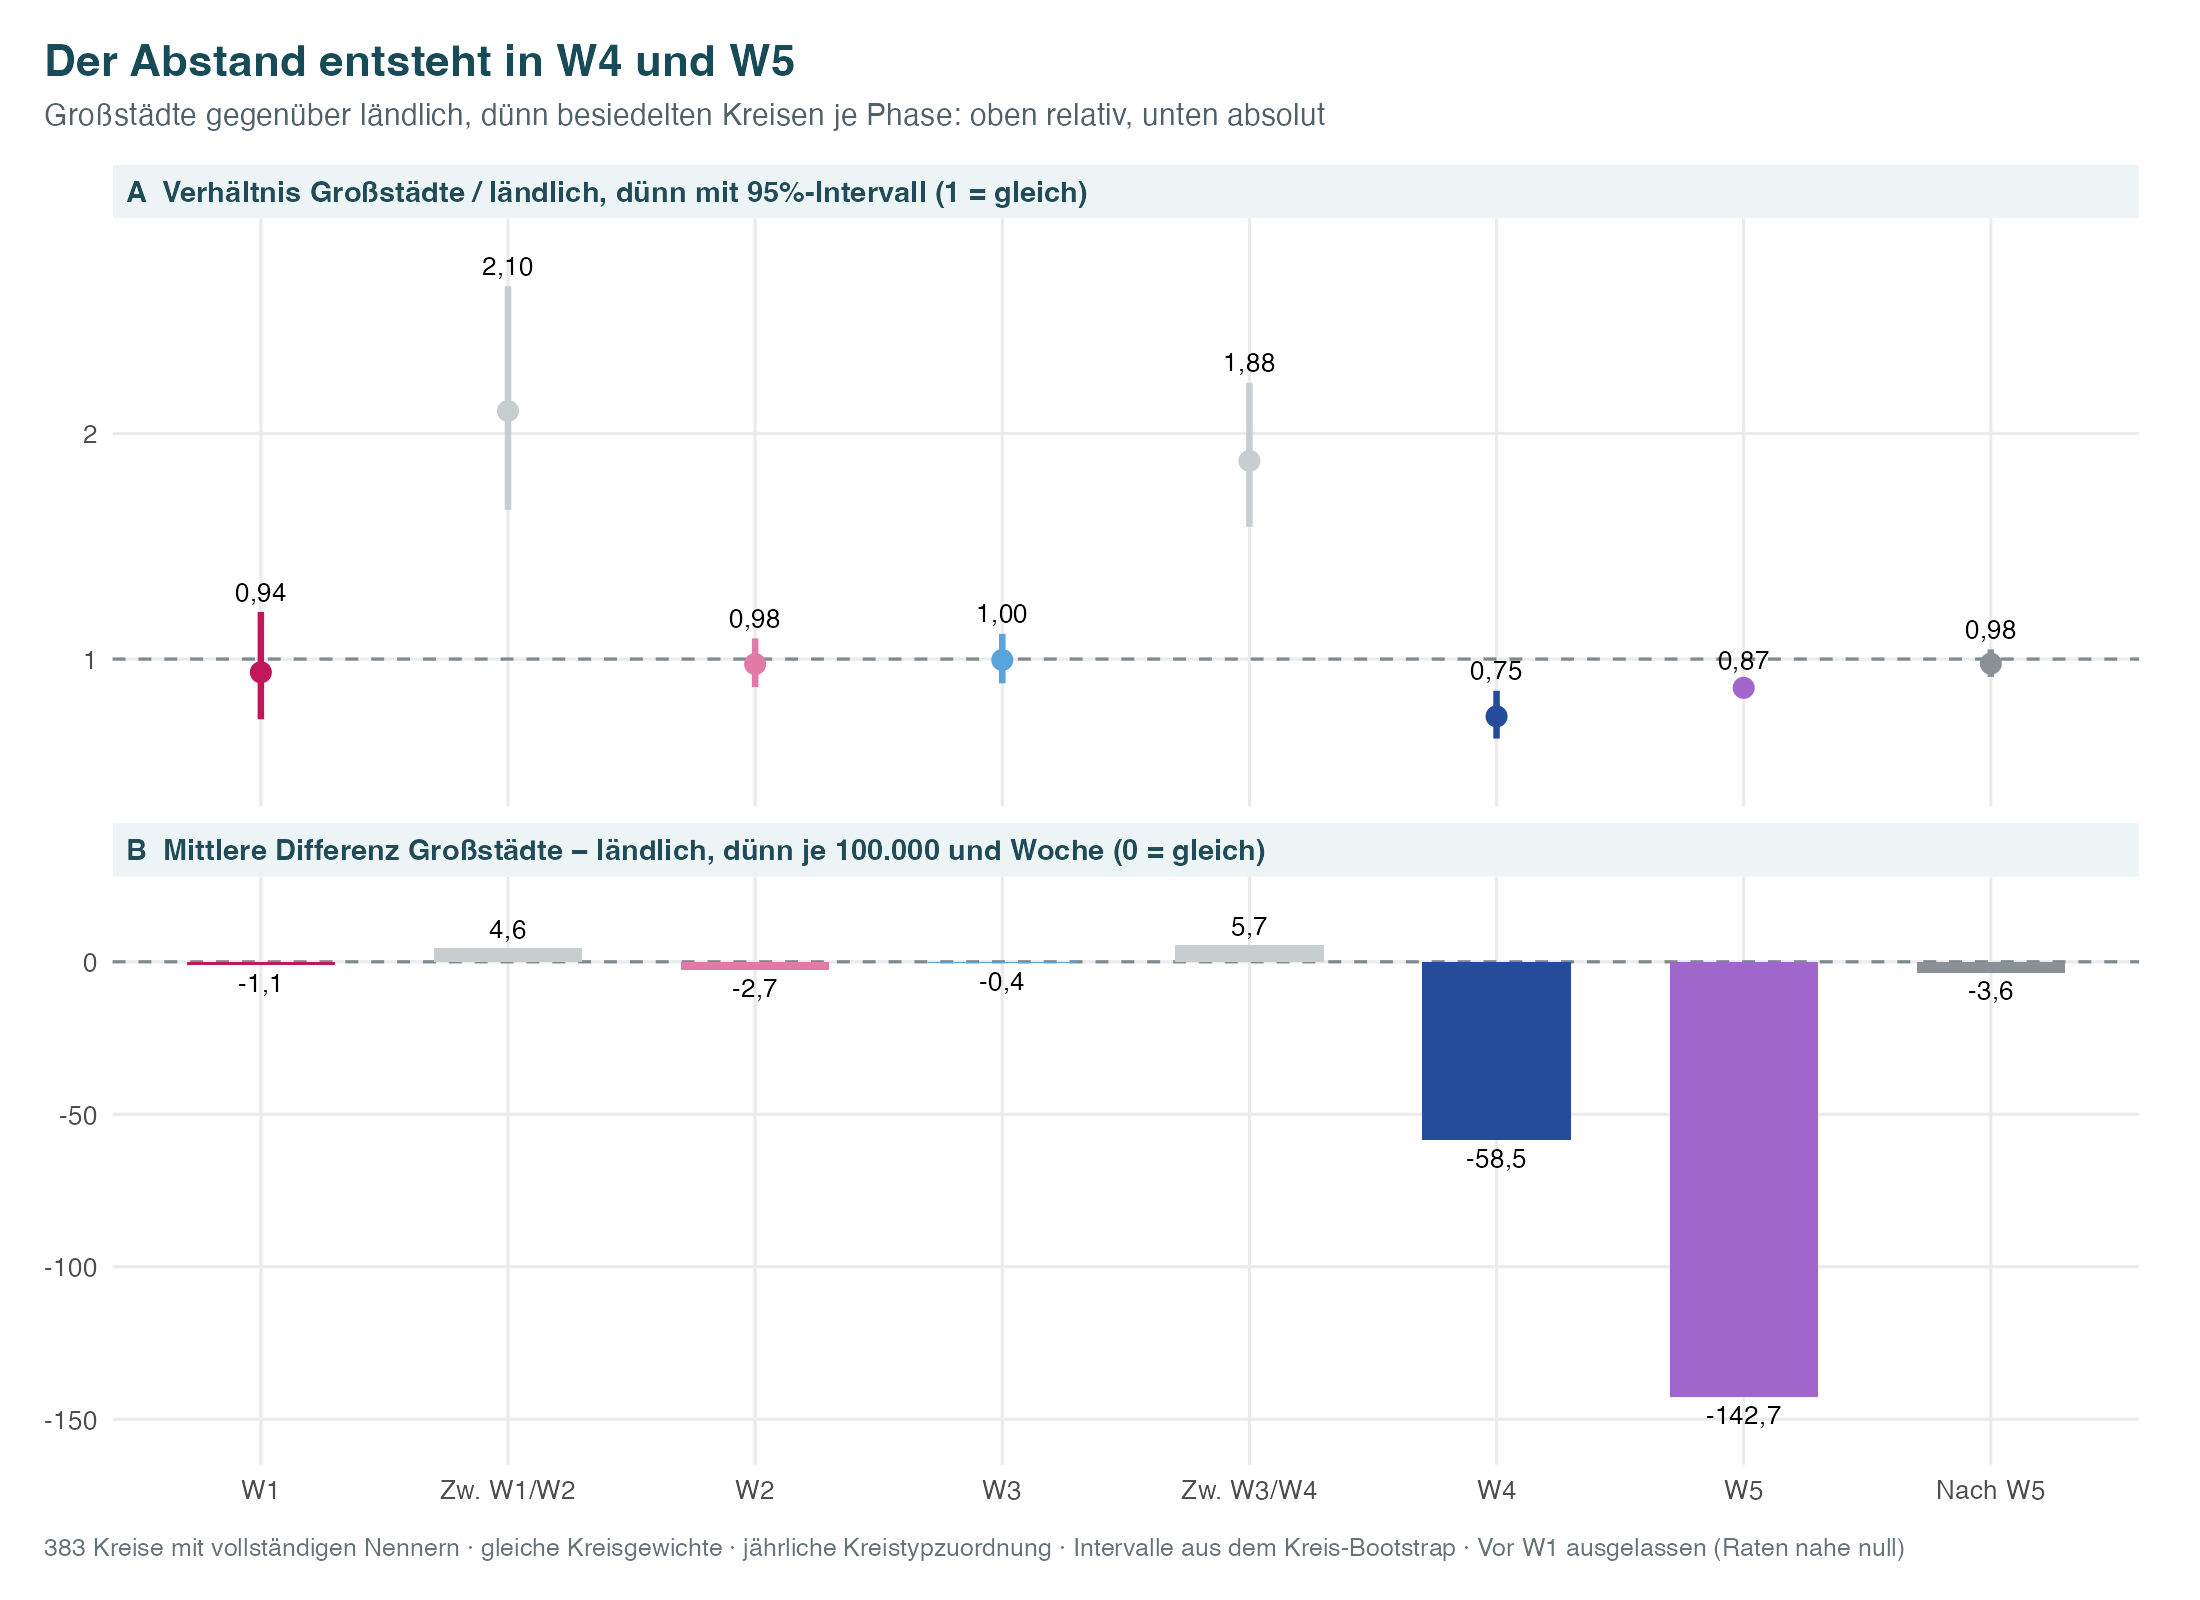 Der Abstand entsteht in W4 und W5
Großstädte gegenüber ländlich, dünn besiedelten Kreisen je Phase: oben relativ, unten absolut
A Verhältnis Großstädte / ländlich, dünn mit 95%-Intervall (1 = gleich)
2,10
1,88
2
0,94
0,98
1,00
0,98
1
0,75
0,87
B Mittlere Differenz Großstädte – ländlich, dünn je 100.000 und Woche (0 = gleich)
4,6
5,7
0
-1,1
-2,7
-0,4
-3,6
-50
-58,5
-100
-142,7
-150
W1
Zw. W1/W2
W2
W3
Zw. W3/W4
W4
W5
Nach W5
383 Kreise mit vollständigen Nennern · gleiche Kreisgewichte · jährliche Kreistypzuordnung · Intervalle aus dem Kreis-Bootstrap · Vor W1 ausgelassen (Raten nahe null)